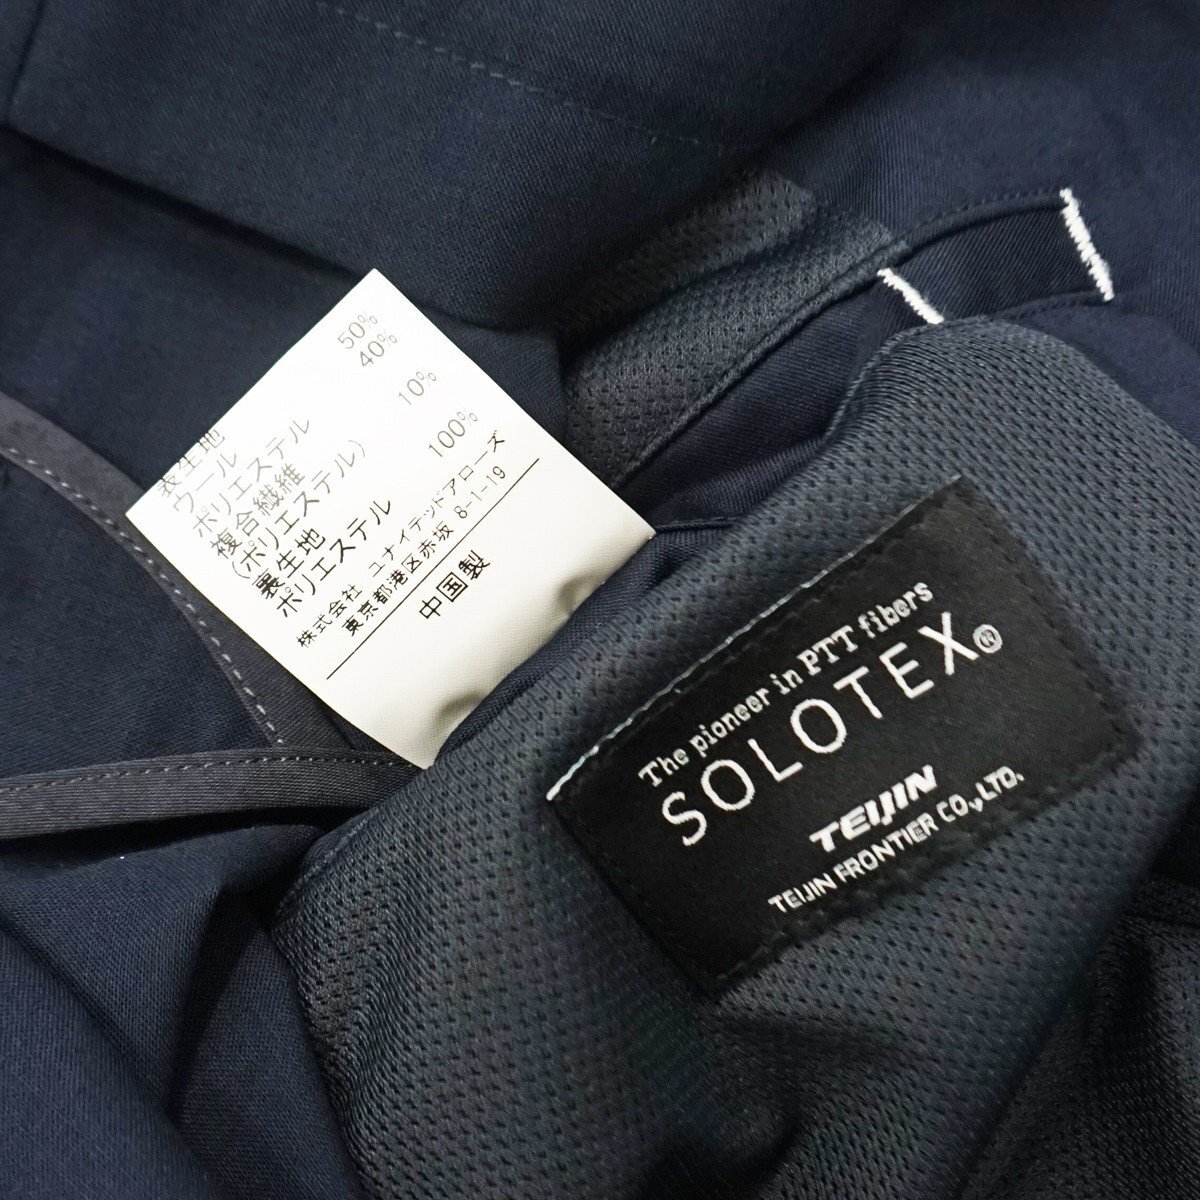 表生地
ウール 50%
ポリエステル 40%
複合繊維
(ポリエステル) 10%
裏生地
ポリエステル 100%
株式会社 ユナイテッドアローズ
東京都港区赤坂 8-1-19
中国製
The pioneer in PTT fibers
SOLOTEX®
TEIJIN
TEIJIN FRONTIER CO.,LTD.